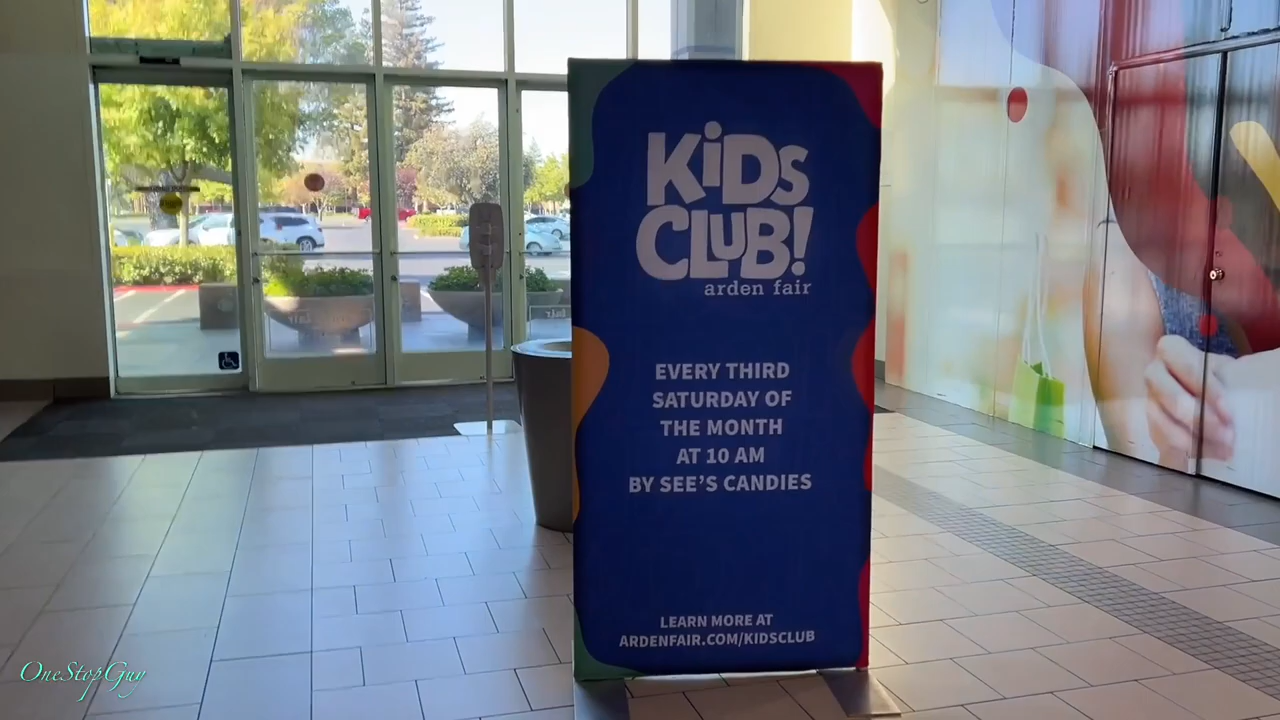 KiDS
CLUB!
arden fair
EVERY THIRD
SATURDAY OF
THE MONTH
AT 10 AM
BY SEE'S CANDIES
LEARN MORE AT
ARDENFAIR.COM/KIDSCLUB
OneStopGuy